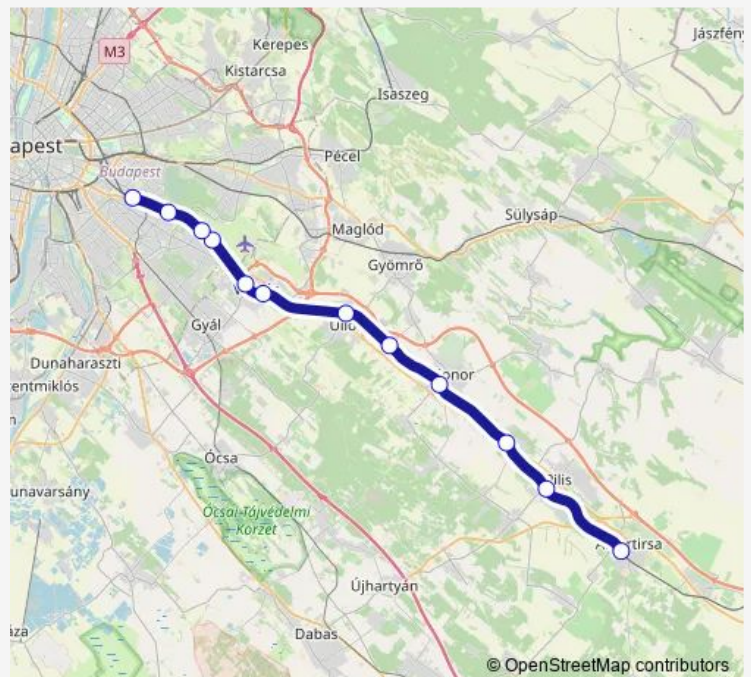 Jászfény
Kerepes
M3
Kistarcsa
Isaszeg
apest
Pécel
Budapest
Sülysáp
Maglód
Gyömrő
Gyál
Üllő
Dunaharaszti
onor
entmiklós
Ócsa
Pilis
unavarsány
Ócsai Tájvédelmi
Körzet
rtirsa
Újhartyán
Dabas
áza
© OpenStreetMap contributors